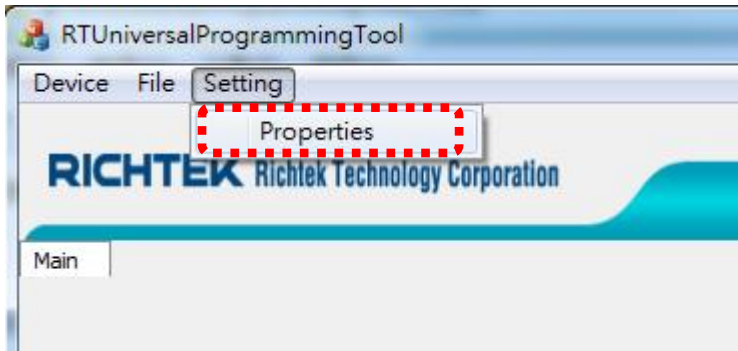 RTUniversalProgrammingTool
Device File Setting
Properties
RICHTEK Richtek Technology Corporation
Main